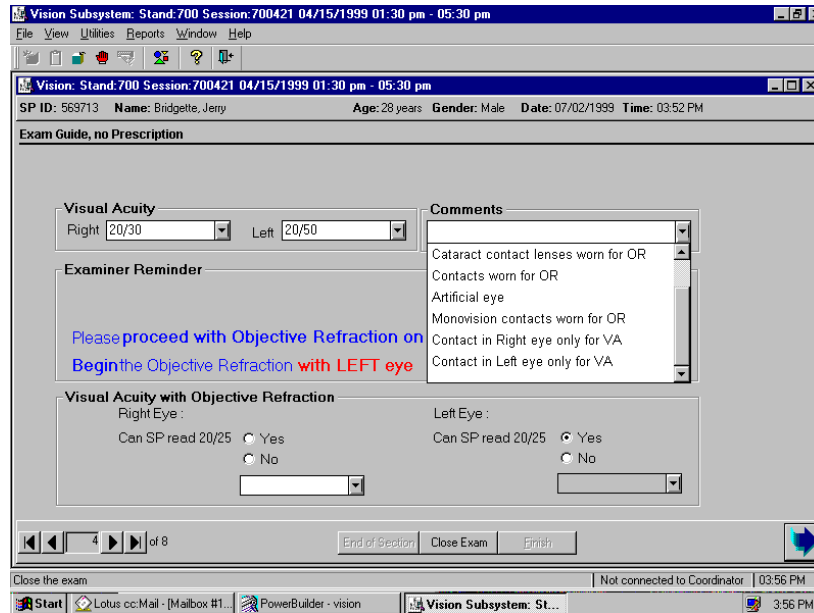 Vision Subsystem: Stand:700 Session:700421 04/15/1999 01:30 pm - 05:30 pm
File View Utilities Reports Window Help
Vision: Stand:700 Session:700421 04/15/1999 01:30 pm - 05:30 pm
SP ID: 569713 Name: Bridgette, Jerry Age: 28 years Gender: Male Date: 07/02/1999 Time: 03:52 PM
Exam Guide, no Prescription
Visual Acuity
Right 20/30 Left 20/50
Comments
Cataract contact lenses worn for OR
Contacts worn for OR
Artificial eye
Monovision contacts worn for OR
Contact in Right eye only for VA
Contact in Left eye only for VA
Examiner Reminder
Please proceed with Objective Refraction on
Begin the Objective Refraction with LEFT eye
Visual Acuity with Objective Refraction
Right Eye : Left Eye :
Can SP read 20/25 Yes Can SP read 20/25 Yes
No No
4 of 8 End of Section Close Exam Finish
Close the exam Not connected to Coordinator 03:56 PM
Start Lotus cc:Mail - [Mailbox #1... PowerBuilder - vision Vision Subsystem: St... 3:56 PM